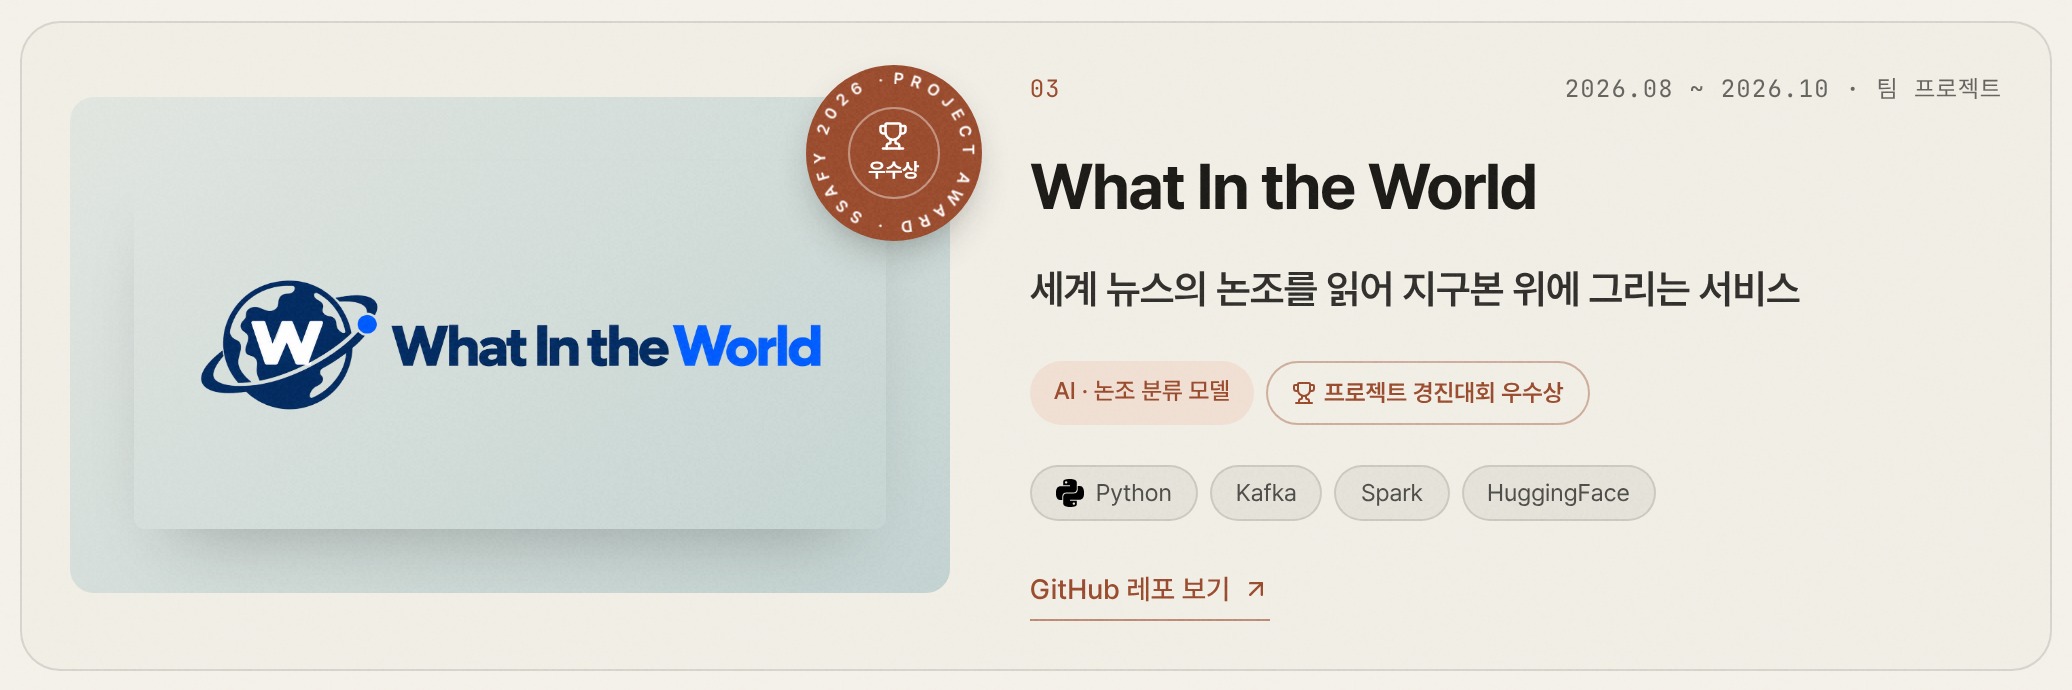 SSAFY 2026 · PROJECT AWARD ·
우수상
W What In the World
03
2026.08 ~ 2026.10 · 팀 프로젝트
What In the World
세계 뉴스의 논조를 읽어 지구본 위에 그리는 서비스
AI · 논조 분류 모델
프로젝트 경진대회 우수상
Python
Kafka
Spark
HuggingFace
GitHub 레포 보기 ↗